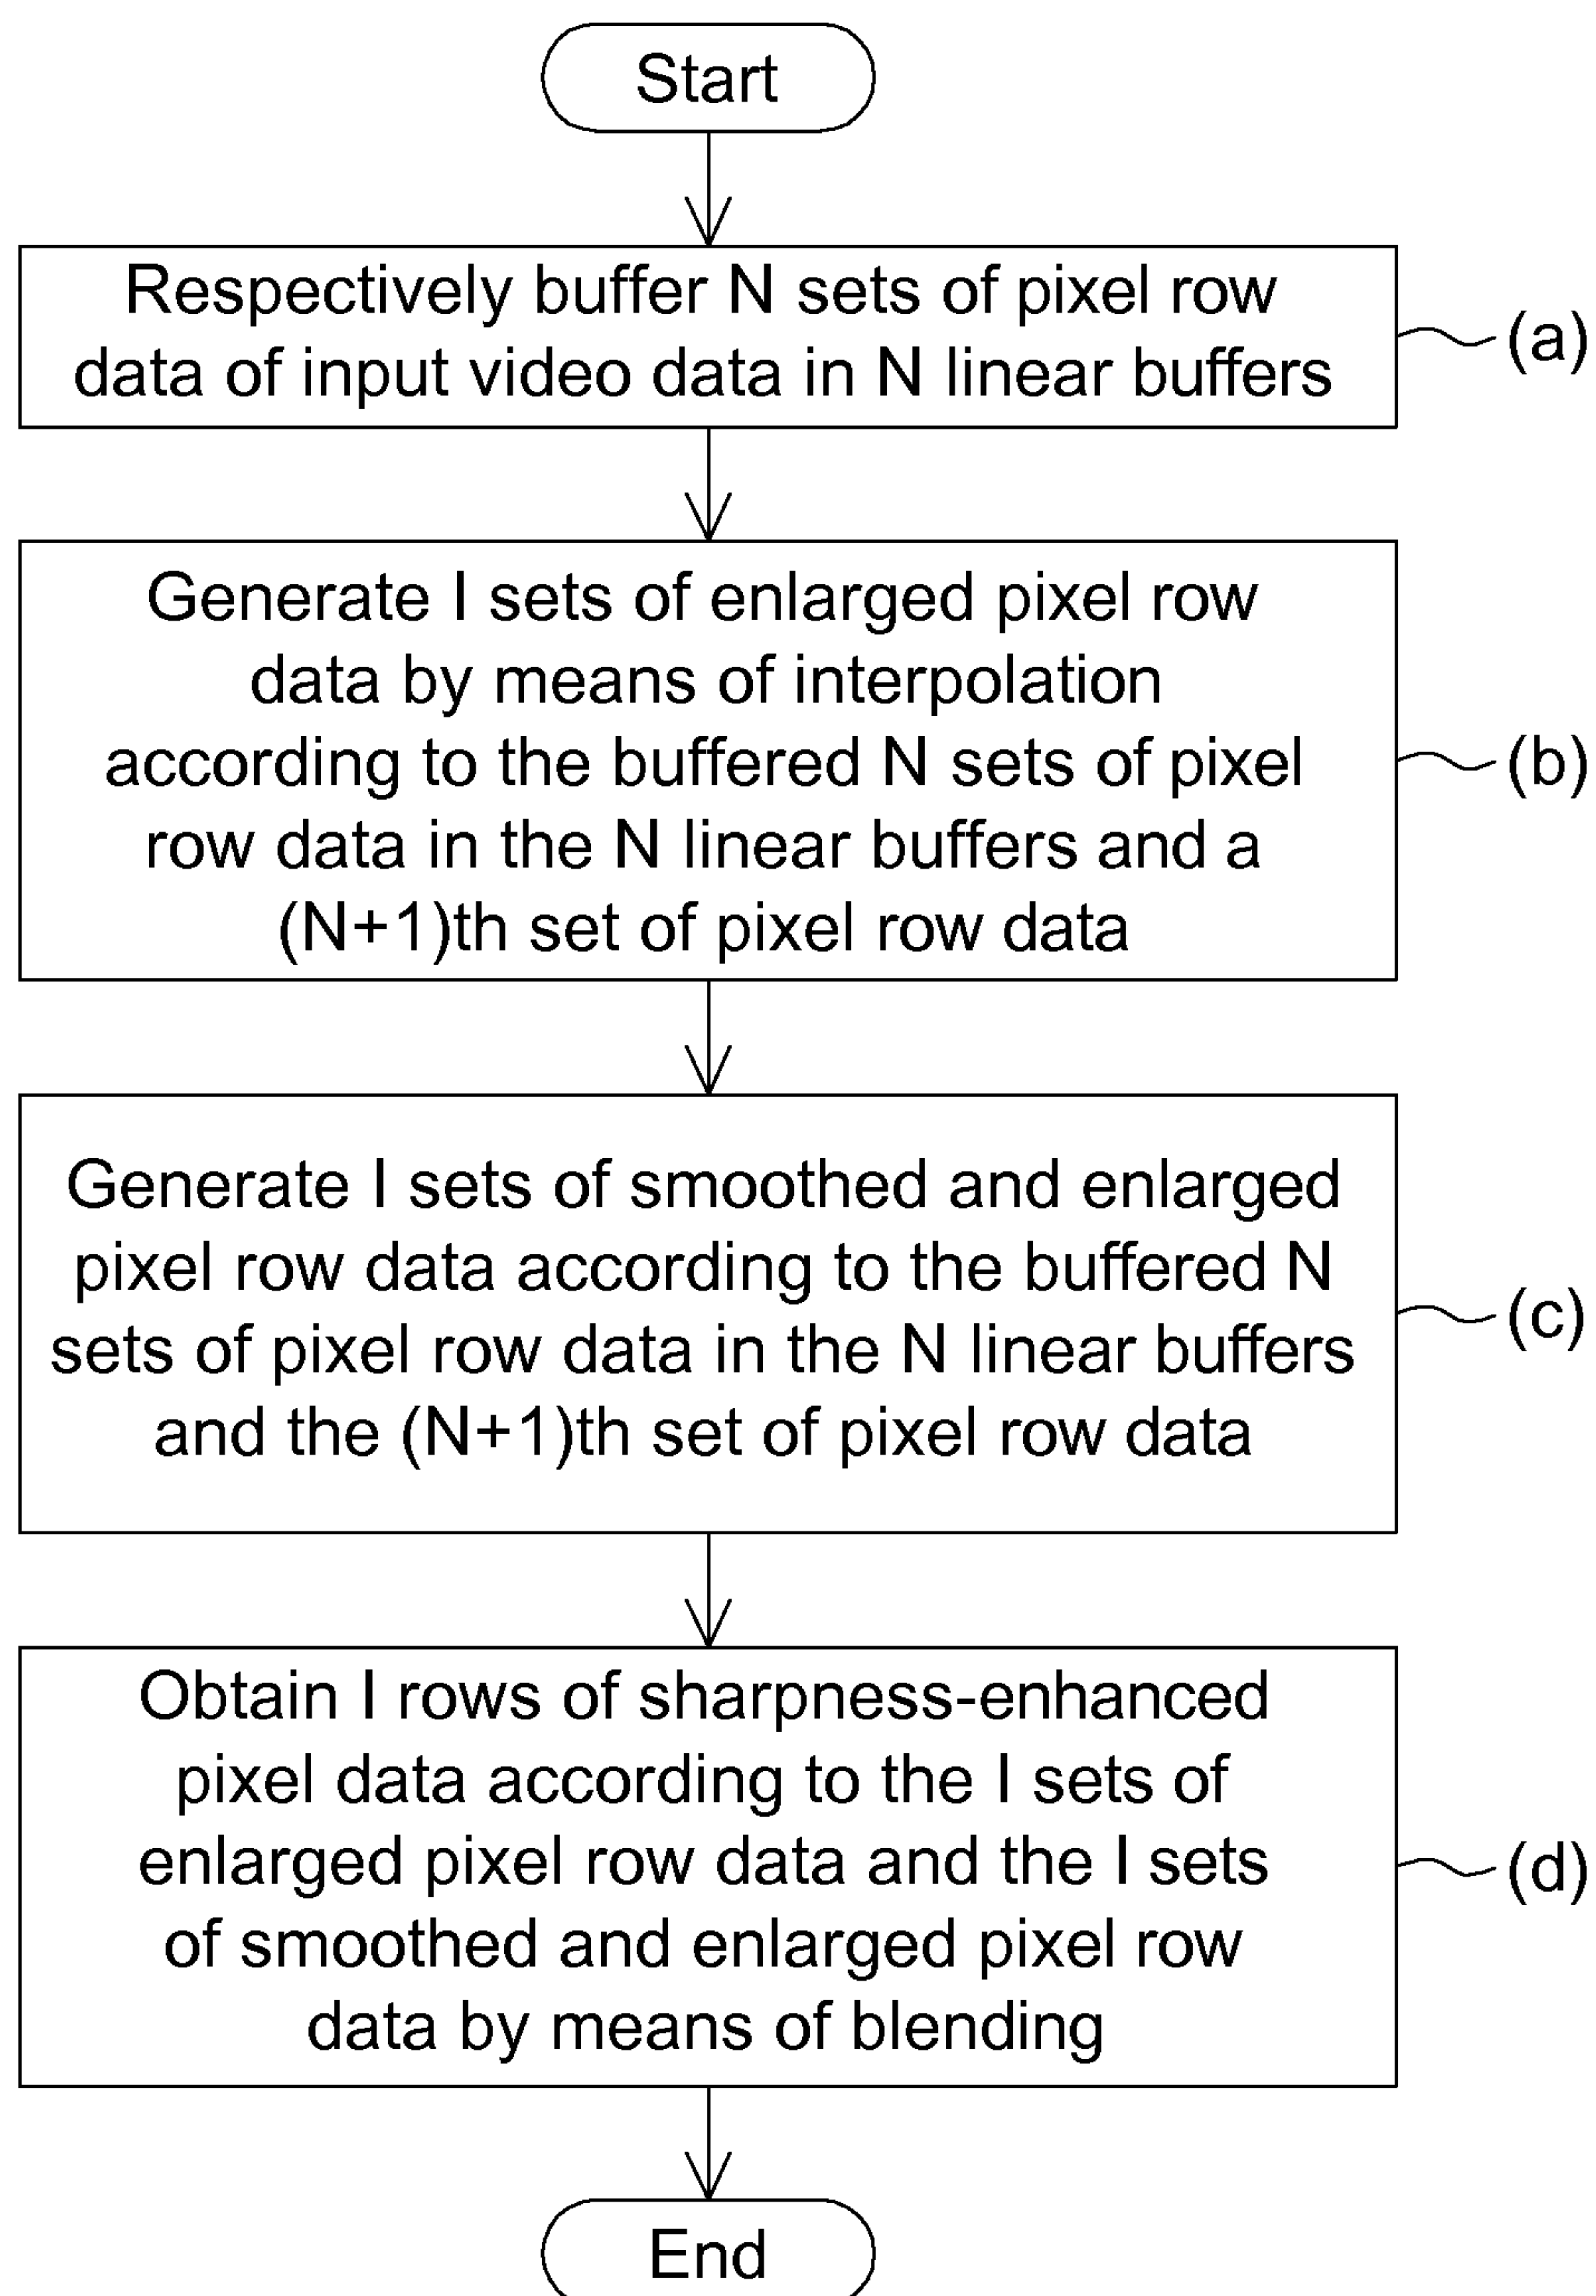 Start
Respectively buffer N sets of pixel row
data of input video data in N linear buffers
(a)
Generate I sets of enlarged pixel row
data by means of interpolation
according to the buffered N sets of pixel
row data in the N linear buffers and a
(N+1)th set of pixel row data
(b)
Generate I sets of smoothed and enlarged
pixel row data according to the buffered N
sets of pixel row data in the N linear buffers
and the (N+1)th set of pixel row data
(c)
Obtain I rows of sharpness-enhanced
pixel data according to the I sets of
enlarged pixel row data and the I sets
of smoothed and enlarged pixel row
data by means of blending
(d)
End